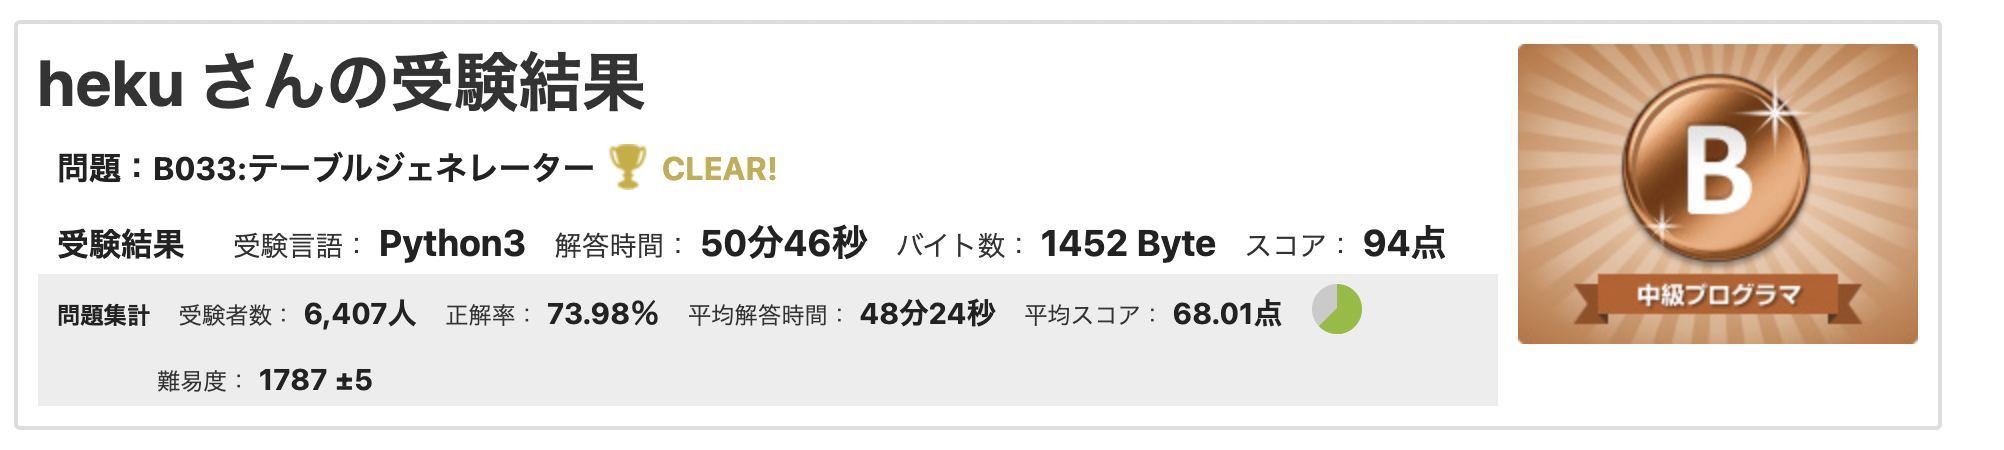 heku さんの受験結果
問題：B033:テーブルジェネレーター CLEAR!
受験結果 受験言語： Python3 解答時間： 50分46秒 バイト数： 1452 Byte スコア： 94点
問題集計 受験者数： 6,407人 正解率： 73.98% 平均解答時間： 48分24秒 平均スコア： 68.01点
難易度： 1787 ±5
B
中級プログラマ